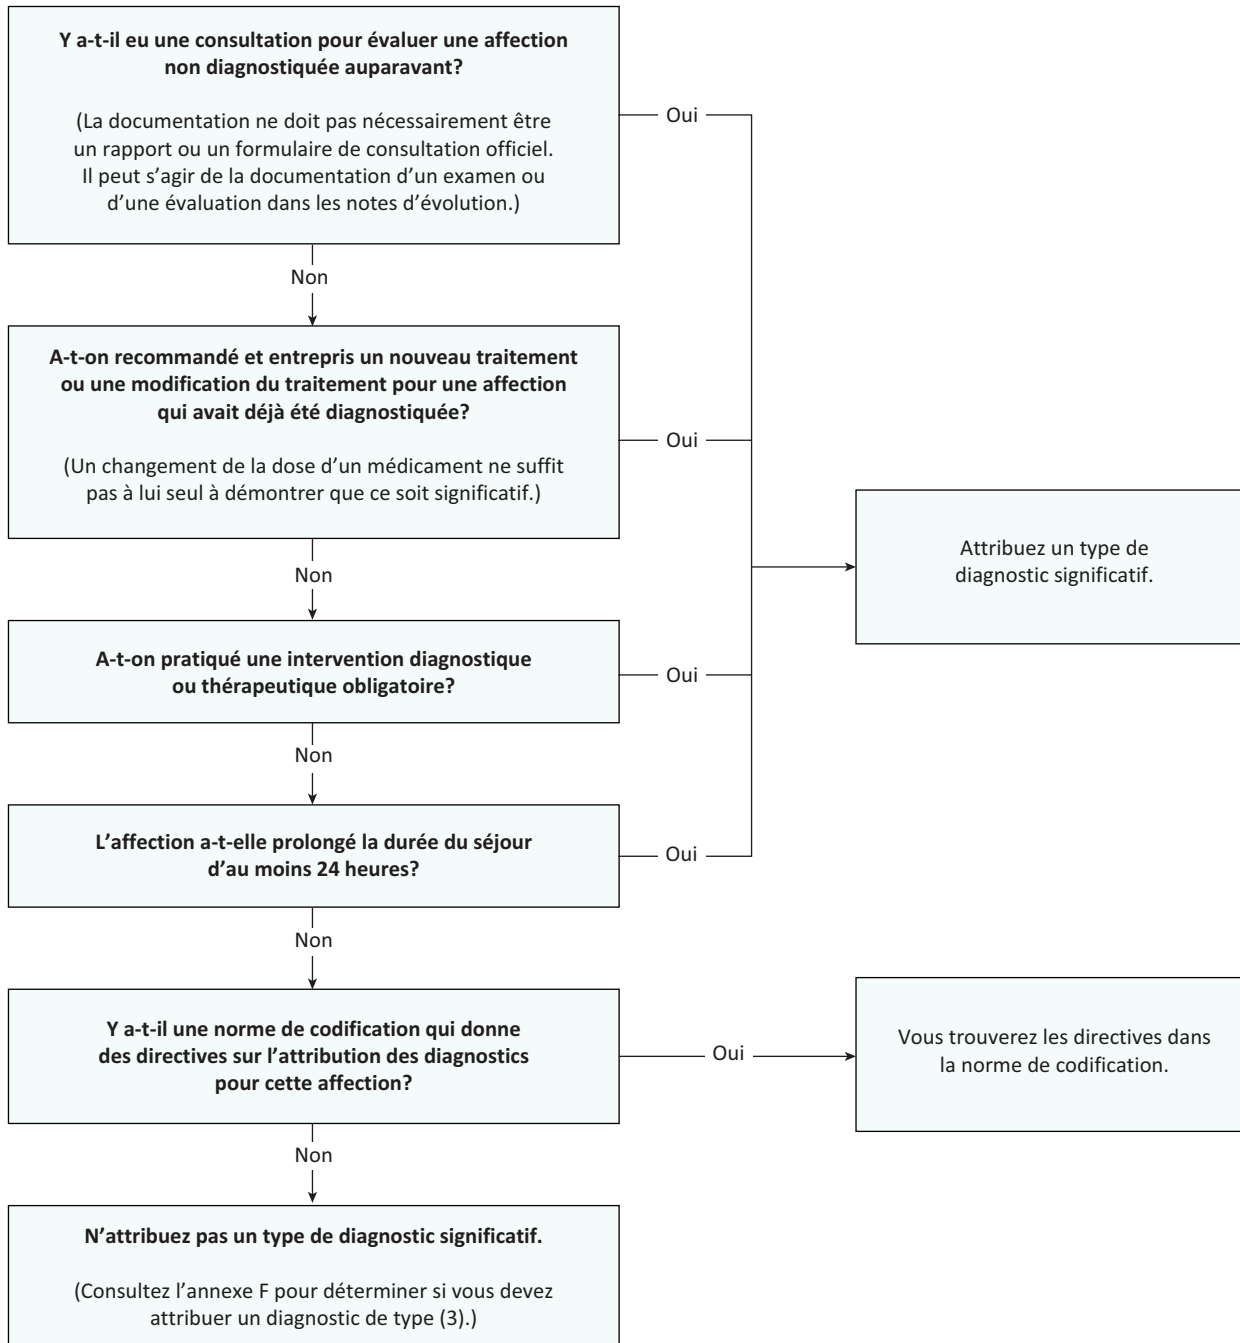 Y a-t-il eu une consultation pour évaluer une affection
non diagnostiquée auparavant?
(La documentation ne doit pas nécessairement être
un rapport ou un formulaire de consultation officiel.
Il peut s’agir de la documentation d’un examen ou
d’une évaluation dans les notes d’évolution.)
Oui
Non
A-t-on recommandé et entrepris un nouveau traitement
ou une modification du traitement pour une affection
qui avait déjà été diagnostiquée?
(Un changement de la dose d’un médicament ne suffit
pas à lui seul à démontrer que ce soit significatif.)
Oui
Attribuez un type de
diagnostic significatif.
Non
A-t-on pratiqué une intervention diagnostique
ou thérapeutique obligatoire?
Oui
Non
L’affection a-t-elle prolongé la durée du séjour
d’au moins 24 heures?
Oui
Non
Y a-t-il une norme de codification qui donne
des directives sur l’attribution des diagnostics
pour cette affection?
Oui
Vous trouverez les directives dans
la norme de codification.
Non
N’attribuez pas un type de diagnostic significatif.
(Consultez l’annexe F pour déterminer si vous devez
attribuer un diagnostic de type (3).)